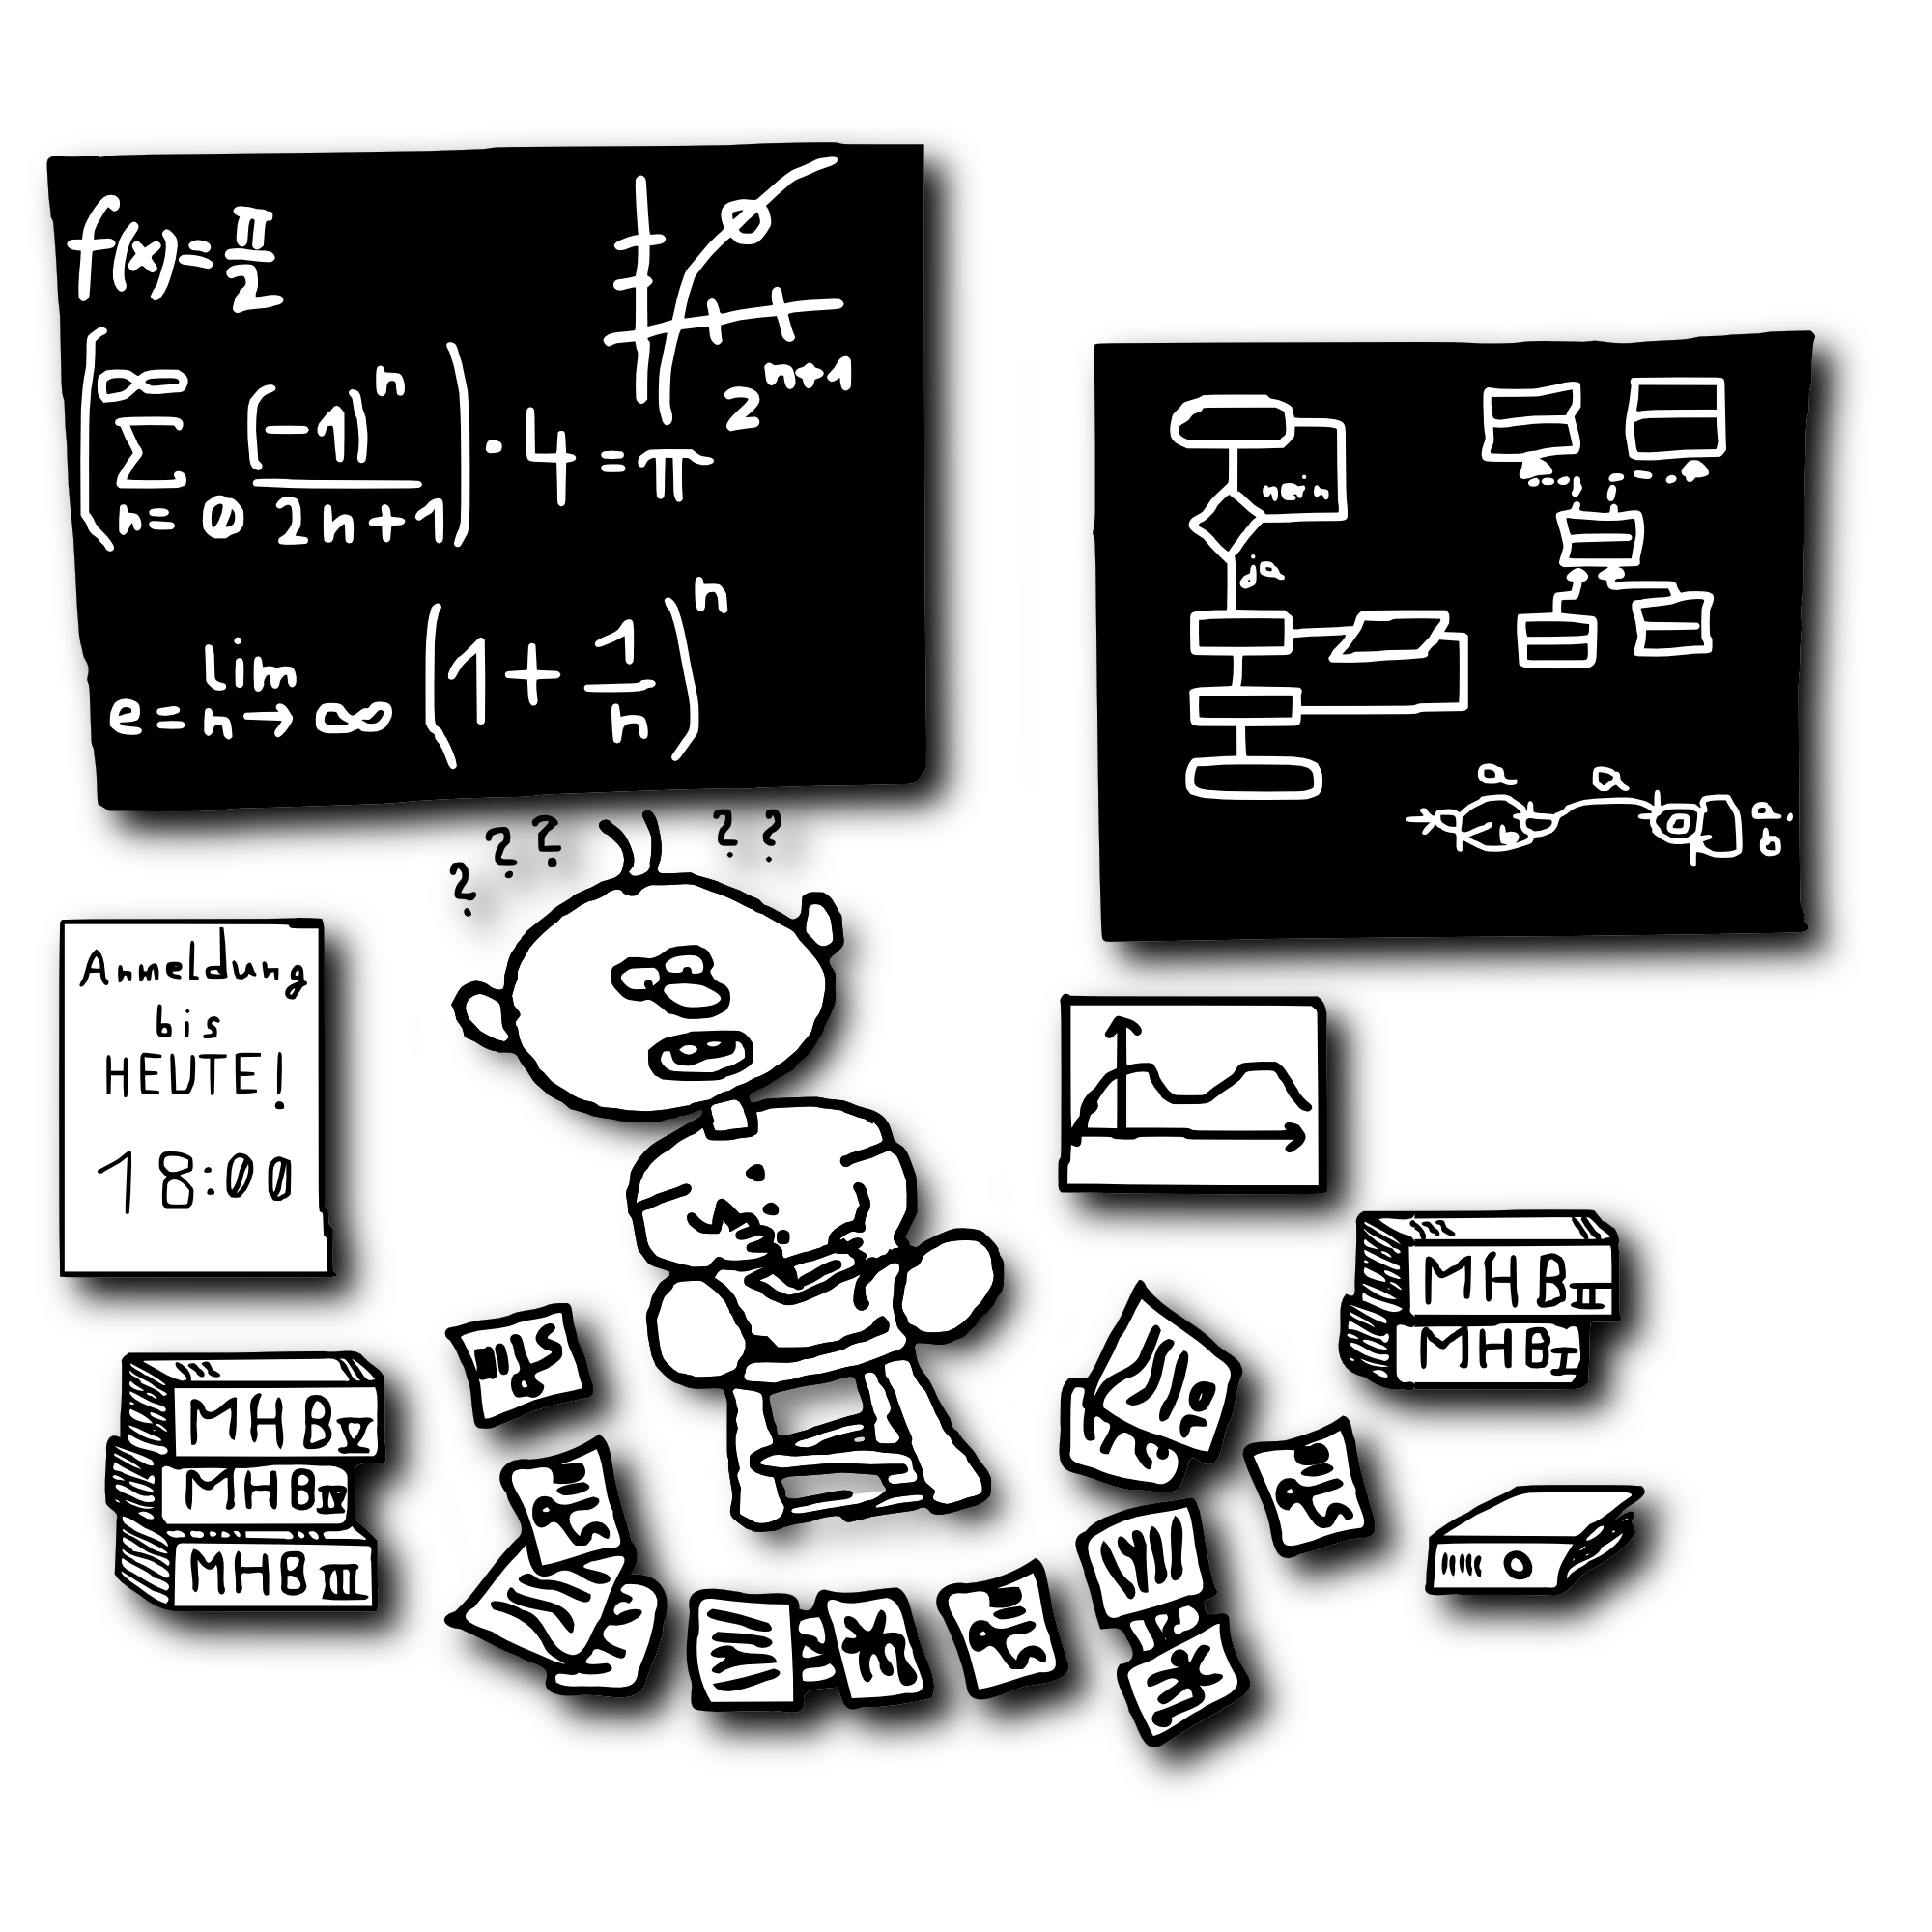 f(x)=π/2
(∑_{n=0}^{∞} (-1)^n / 2n+1) · 4 = π
2^{n+1}
e = lim_{n→∞} (1 + 1/n)^n
nein
ja
a
a
b
a,
b
? ? ? ? ?
Anmeldung
bis
HEUTE!
18:00
MHB II
MHB I
MHB V
MHB IV
MHB III